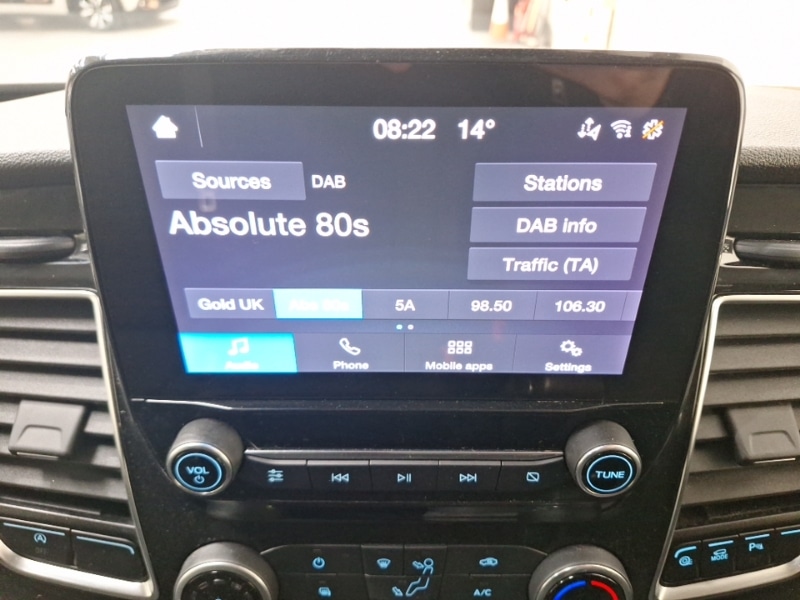 08:22 14°
Sources DAB Stations
Absolute 80s DAB info
Traffic (TA)
Gold UK Abs 80s 5A 98.50 106.30
Audio Phone Mobile apps Settings
VOL TUNE
A MODE P
A/C